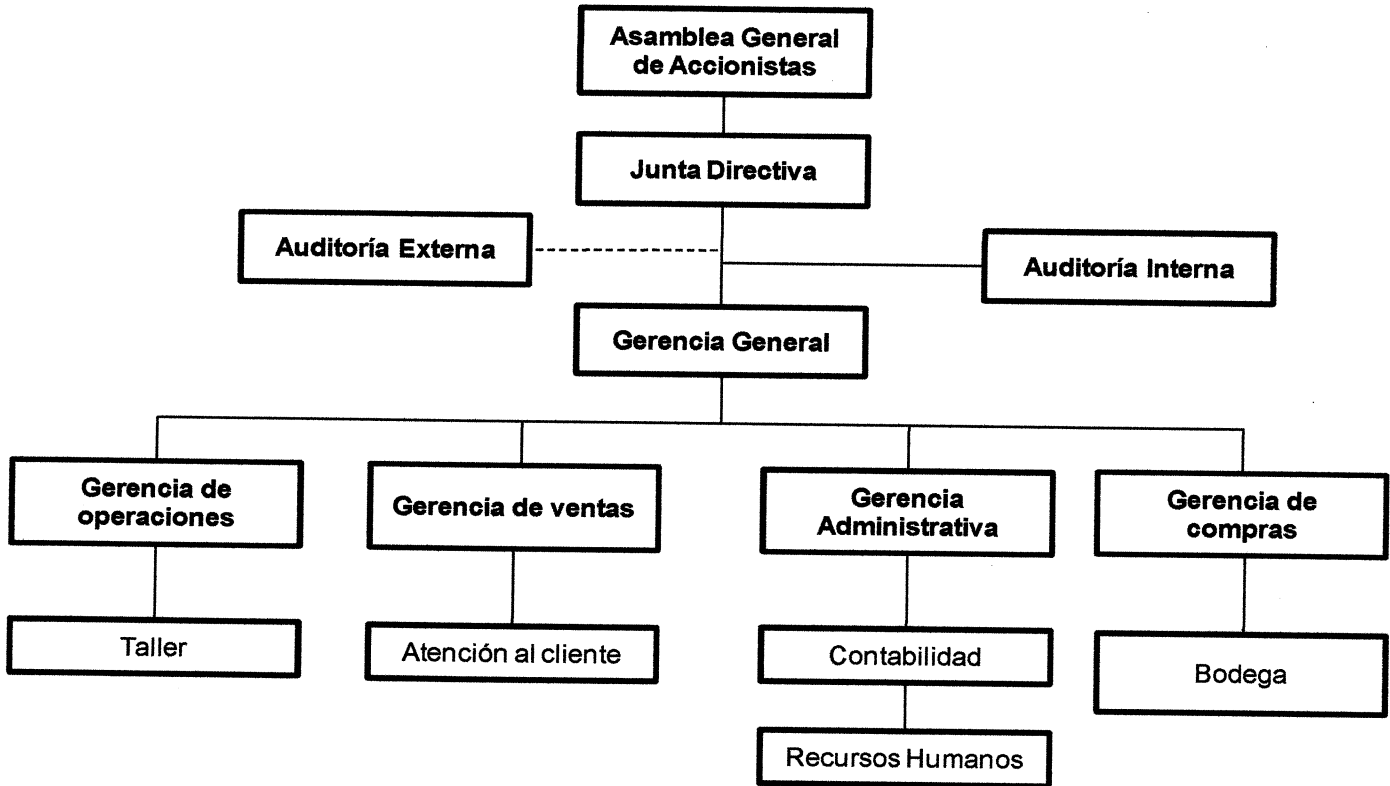 Asamblea General
de Accionistas
Junta Directiva
Auditoría Externa
Auditoría Interna
Gerencia General
Gerencia de
operaciones
Gerencia de ventas
Gerencia
Administrativa
Gerencia de
compras
Taller
Atención al cliente
Contabilidad
Bodega
Recursos Humanos